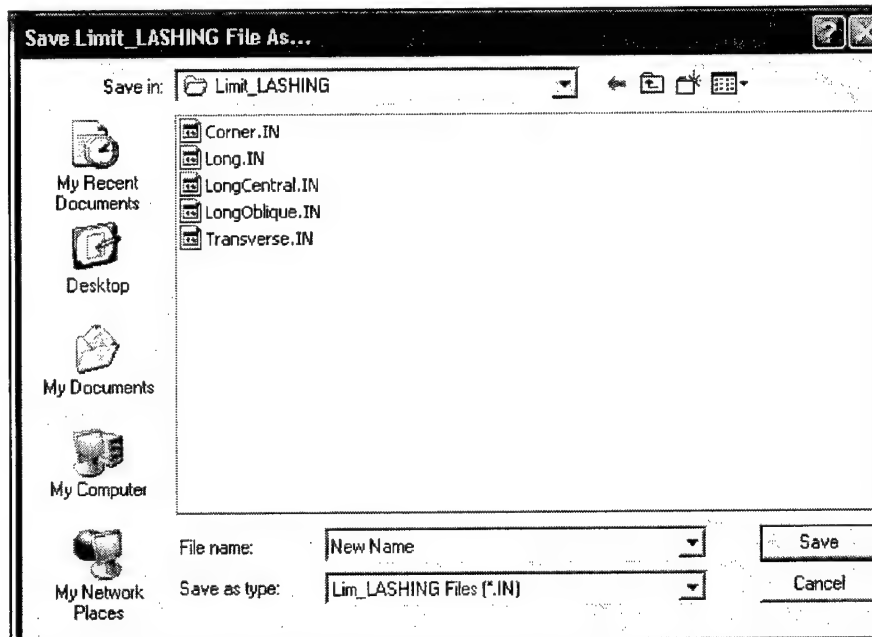 Save Limit_LASHING File As...
Save in: Limit_LASHING
Corner.IN
Long.IN
LongCentral.IN
LongOblique.IN
Transverse.IN
My Recent
Documents
Desktop
My Documents
My Computer
My Network
Places
File name: New Name Save
Save as type: Lim_LASHING Files (*.IN) Cancel